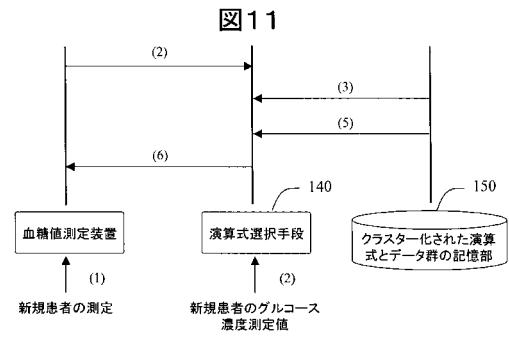 図11
(2)
(3)
(5)
(6)
140
150
血糖値測定装置
演算式選択手段
クラスター化された演算
式とデータ群の記憶部
(1)
(2)
新規患者の測定
新規患者のグルコース
濃度測定値